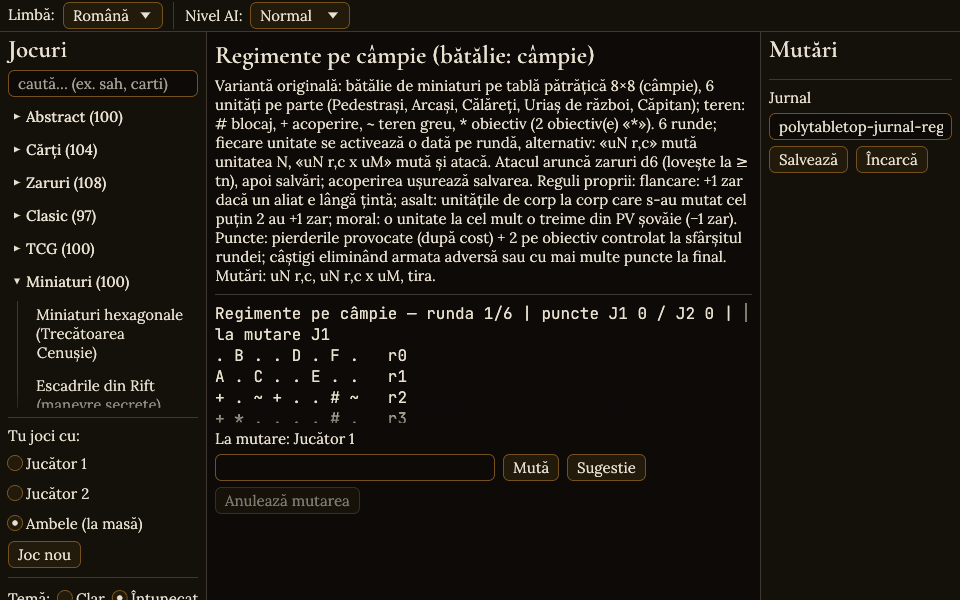 Limbă: Română ▼ Nivel AI: Normal ▼
Jocuri
caută... (ex. sah, carti)
▸ Abstract (100)
▸ Cărți (104)
▸ Zaruri (108)
▸ Clasic (97)
▸ TCG (100)
▾ Miniaturi (100)
Miniaturi hexagonale
(Trecătoarea
Cenușie)
Escadrile din Rift
(manevre secrete)
Tu joci cu:
Jucător 1
Jucător 2
Ambele (la masă)
Joc nou
Temă: Clar Întunecat
Regimente pe câmpie (bătălie: câmpie)
Variantă originală: bătălie de miniaturi pe tablă pătrățică 8×8 (câmpie), 6
unități pe parte (Pedestrași, Arcași, Călăreți, Uriaș de război, Căpitan); teren:
# blocaj, + acoperire, ~ teren greu, * obiectiv (2 obiectiv(e) «*»). 6 runde;
fiecare unitate se activează o dată pe rundă, alternativ: «uN r,c» mută
unitatea N, «uN r,c x uM» mută și atacă. Atacul aruncă zaruri d6 (lovește la ≥
tn), apoi salvări; acoperirea ușurează salvarea. Reguli proprii: flancare: +1 zar
dacă un aliat e lângă țintă; asalt: unitățile de corp la corp care s-au mutat cel
puțin 2 au +1 zar; moral: o unitate la cel mult o treime din PV șovăie (−1 zar).
Puncte: pierderile provocate (după cost) + 2 pe obiectiv controlat la sfârșitul
rundei; câștigi eliminând armata adversă sau cu mai multe puncte la final.
Mutări: uN r,c, uN r,c x uM, tira.
Regimente pe câmpie — runda 1/6 | puncte J1 0 / J2 0 |
la mutare J1
. B . . D . F . r0
A . C . . E . . r1
+ . ~ + . . # ~ r2
+ * . . . . # . r3
La mutare: Jucător 1
Mută Sugestie
Anulează mutarea
Mutări
Jurnal
polytabletop-jurnal-reg
Salvează Încarcă